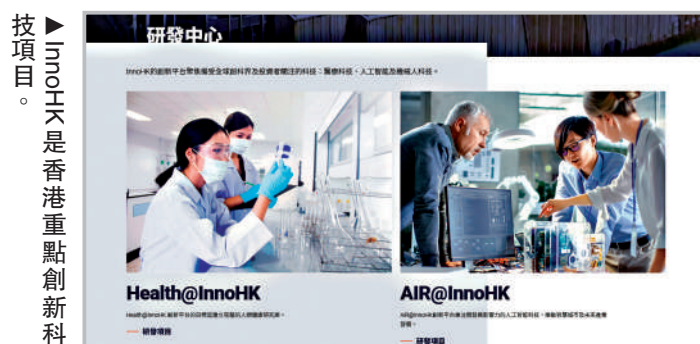 ▲InnoHK是香港重點創新科
技項目。
研發中心
InnoHK的創新平台聚焦備受全球創科界及投資者關注的科技：醫療科技、人工智能及機械人科技。
Health@InnoHK
AIR@InnoHK
研發項目
研發項目